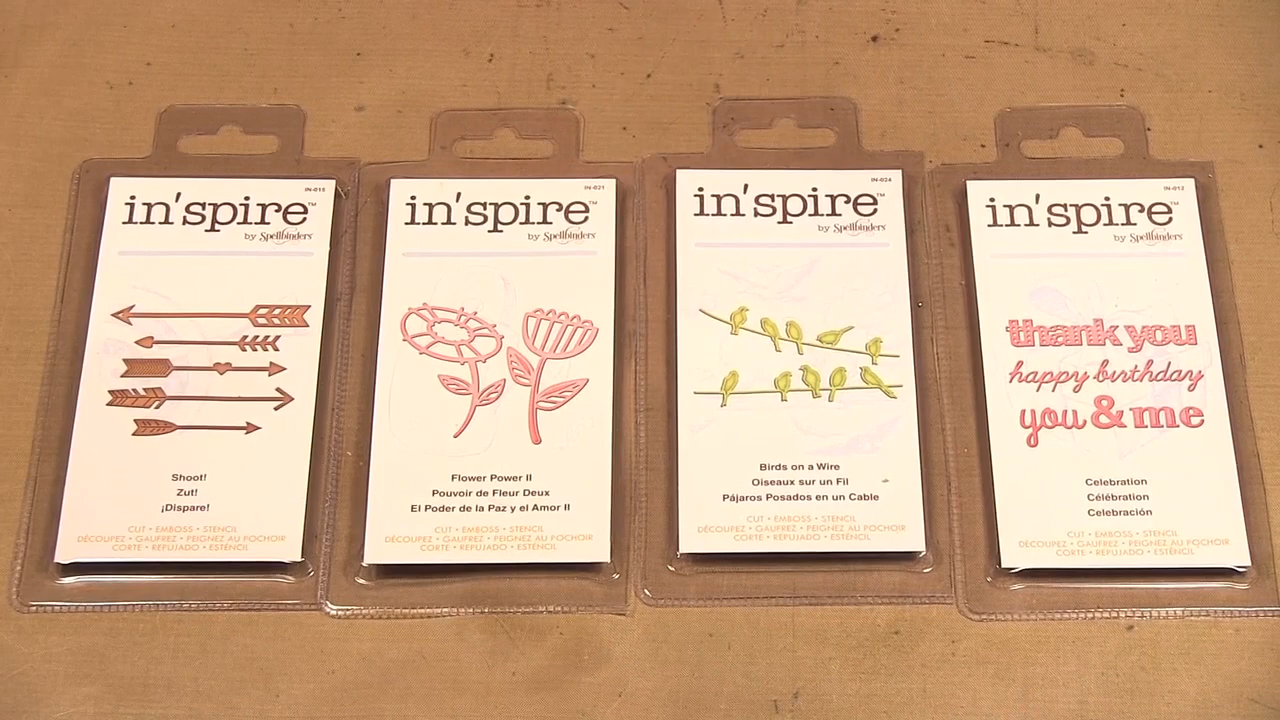 IN-015
in'spire™
by Spellbinders
Shoot!
Zut!
¡Dispare!
CUT • EMBOSS • STENCIL
DÉCOUPEZ • GAUFREZ • PEIGNEZ AU POCHOIR
CORTE • REPUJADO • ESTÉNCIL
IN-021
in'spire™
by Spellbinders
Flower Power II
Pouvoir de Fleur Deux
El Poder de la Paz y el Amor II
CUT • EMBOSS • STENCIL
DÉCOUPEZ • GAUFREZ • PEIGNEZ AU POCHOIR
CORTE • REPUJADO • ESTÉNCIL
IN-024
in'spire™
by Spellbinders
Birds on a Wire
Oiseaux sur un Fil
Pájaros Posados en un Cable
CUT • EMBOSS • STENCIL
DÉCOUPEZ • GAUFREZ • PEIGNEZ AU POCHOIR
CORTE • REPUJADO • ESTÉNCIL
IN-012
in'spire™
by Spellbinders
thank you
happy birthday
you & me
Celebration
Célébration
Celebración
CUT • EMBOSS • STENCIL
DÉCOUPEZ • GAUFREZ • PEIGNEZ AU POCHOIR
CORTE • REPUJADO • ESTÉNCIL